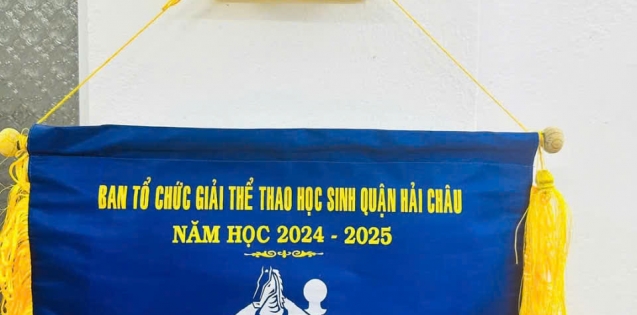 BAN TỔ CHỨC GIẢI THỂ THAO HỌC SINH QUẬN HẢI CHÂU
NĂM HỌC 2024 - 2025